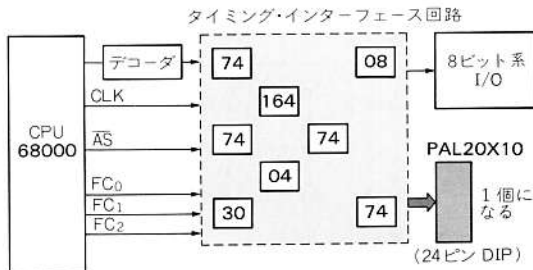 タイミング・インターフェース回路
デコーダ
CLK
AS
CPU
68000
FC0
FC1
FC2
74
08
164
74
74
04
30
74
8ビット系
I/O
PAL20X10
1個に
なる
(24ピン DIP)